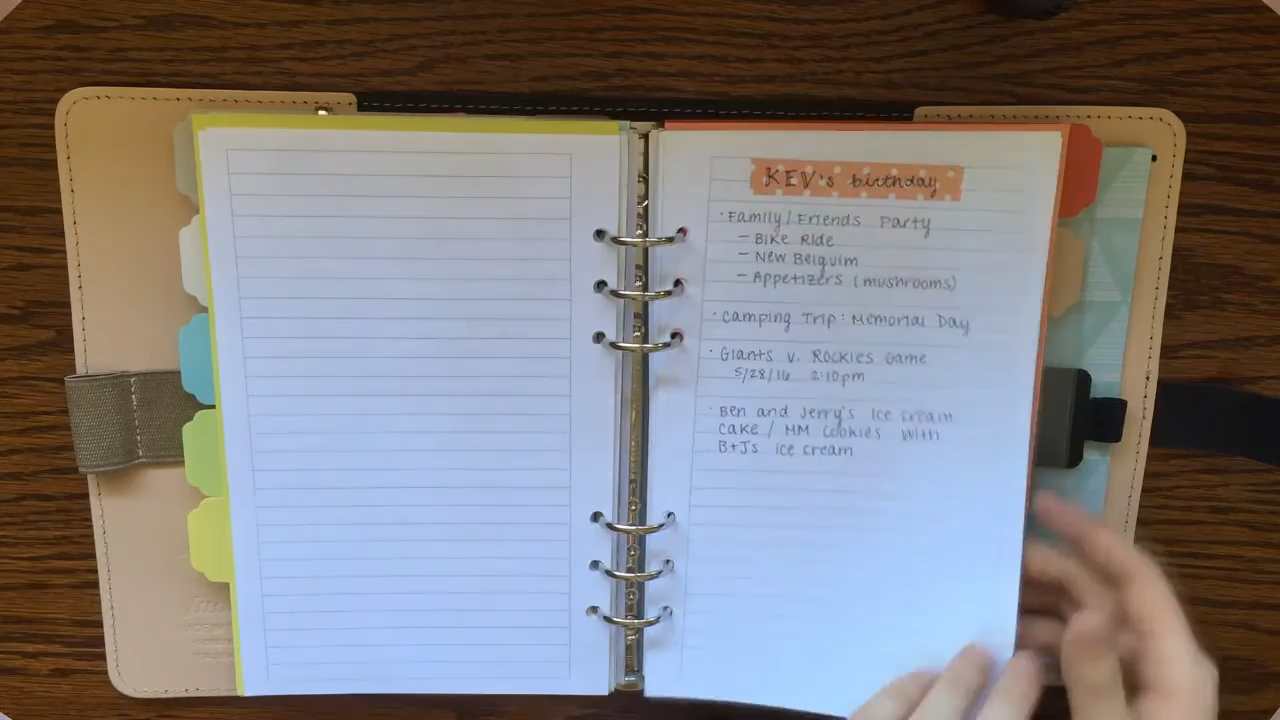 KEV's birthday
· Family/Friends Party
- Bike Ride
- New Belguim
- Appetizers (mushrooms)
· Camping Trip: Memorial Day
· Giants v. Rockies Game
5/28/16 2:10pm
· Ben and Jerry's Ice cream
cake / MM cookies with
B+Js ice cream